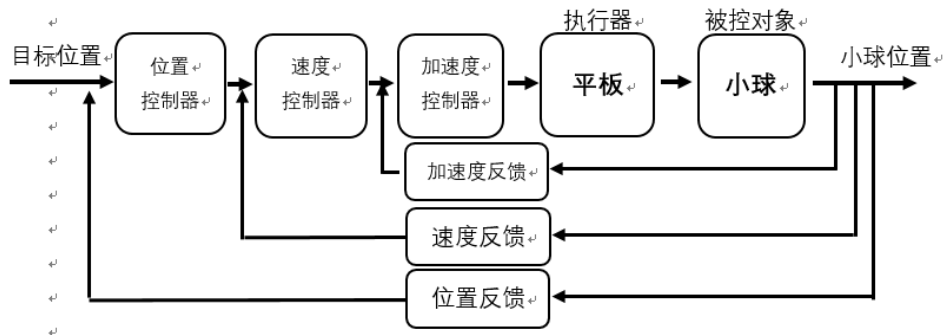 执行器
被控对象
目标位置
位置
控制器
速度
控制器
加速度
控制器
平板
小球
小球位置
加速度反馈
速度反馈
位置反馈